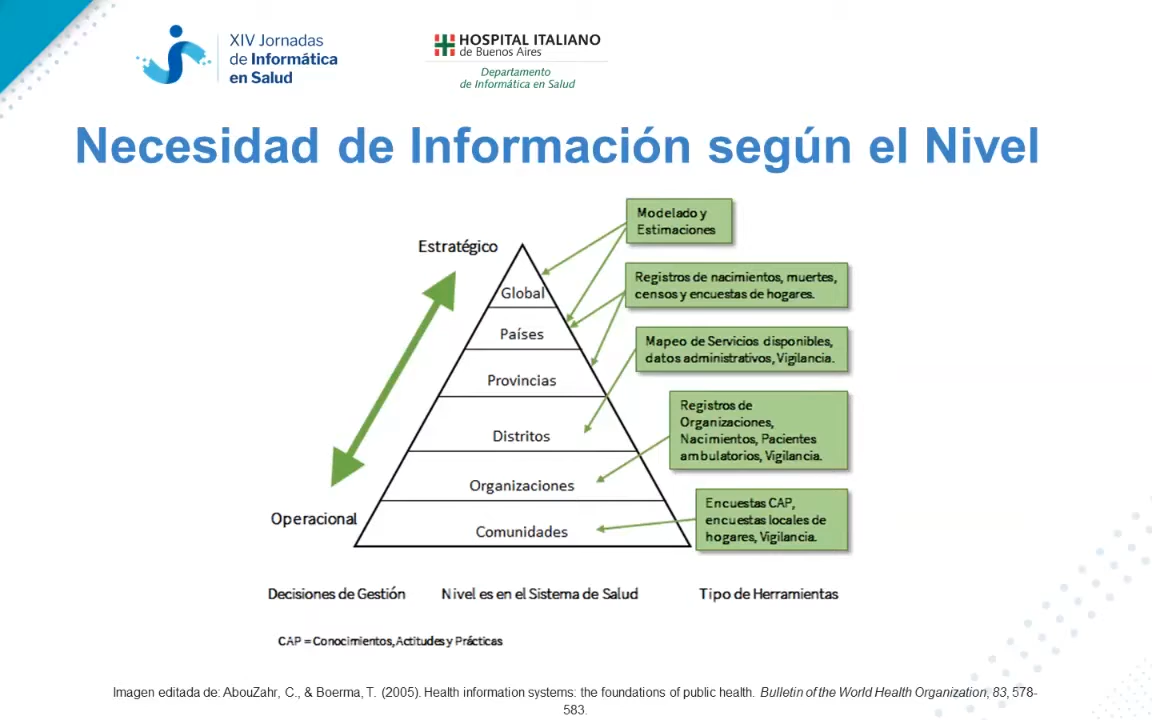 XIV Jornadas
de Informática
en Salud
HOSPITAL ITALIANO
de Buenos Aires
Departamento
de Informática en Salud
Necesidad de Información según el Nivel
Estratégico
Operacional
Global
Países
Provincias
Distritos
Organizaciones
Comunidades
Modelado y
Estimaciones
Registros de nacimientos, muertes,
censos y encuestas de hogares.
Mapeo de Servicios disponibles,
datos administrativos, Vigilancia.
Registros de
Organizaciones,
Nacimientos, Pacientes
ambulatorios, Vigilancia.
Encuestas CAP,
encuestas locales de
hogares, Vigilancia.
Decisiones de Gestión
Nivel es en el Sistema de Salud
Tipo de Herramientas
CAP = Conocimientos, Actitudes y Prácticas
Imagen editada de: AbouZahr, C., & Boerma, T. (2005). Health information systems: the foundations of public health. Bulletin of the World Health Organization, 83, 578-
583.